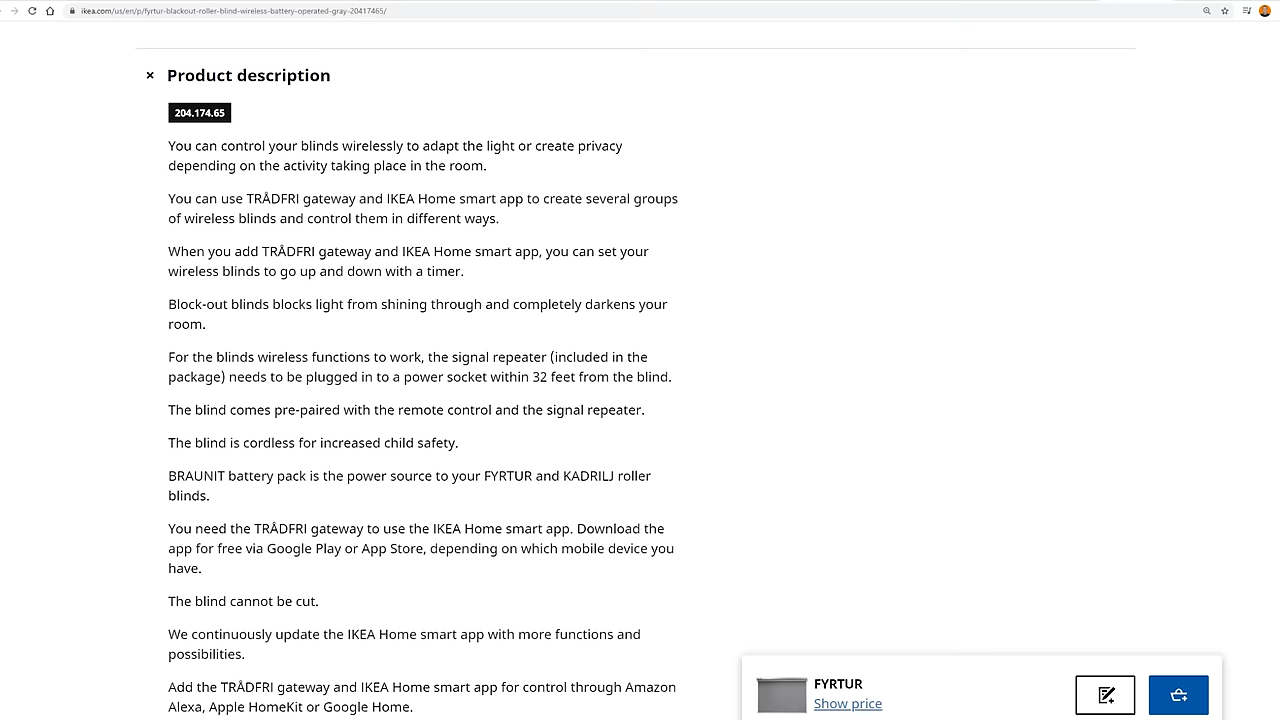 ikea.com/us/en/p/fyrtur-blackout-roller-blind-wireless-battery-operated-gray-20417465/
Product description
204.174.65
You can control your blinds wirelessly to adapt the light or create privacy
depending on the activity taking place in the room.
You can use TRÅDFRI gateway and IKEA Home smart app to create several groups
of wireless blinds and control them in different ways.
When you add TRÅDFRI gateway and IKEA Home smart app, you can set your
wireless blinds to go up and down with a timer.
Block-out blinds blocks light from shining through and completely darkens your
room.
For the blinds wireless functions to work, the signal repeater (included in the
package) needs to be plugged in to a power socket within 32 feet from the blind.
The blind comes pre-paired with the remote control and the signal repeater.
The blind is cordless for increased child safety.
BRAUNIT battery pack is the power source to your FYRTUR and KADRILJ roller
blinds.
You need the TRÅDFRI gateway to use the IKEA Home smart app. Download the
app for free via Google Play or App Store, depending on which mobile device you
have.
The blind cannot be cut.
We continuously update the IKEA Home smart app with more functions and
possibilities.
Add the TRÅDFRI gateway and IKEA Home smart app for control through Amazon
Alexa, Apple HomeKit or Google Home.
FYRTUR
Show price